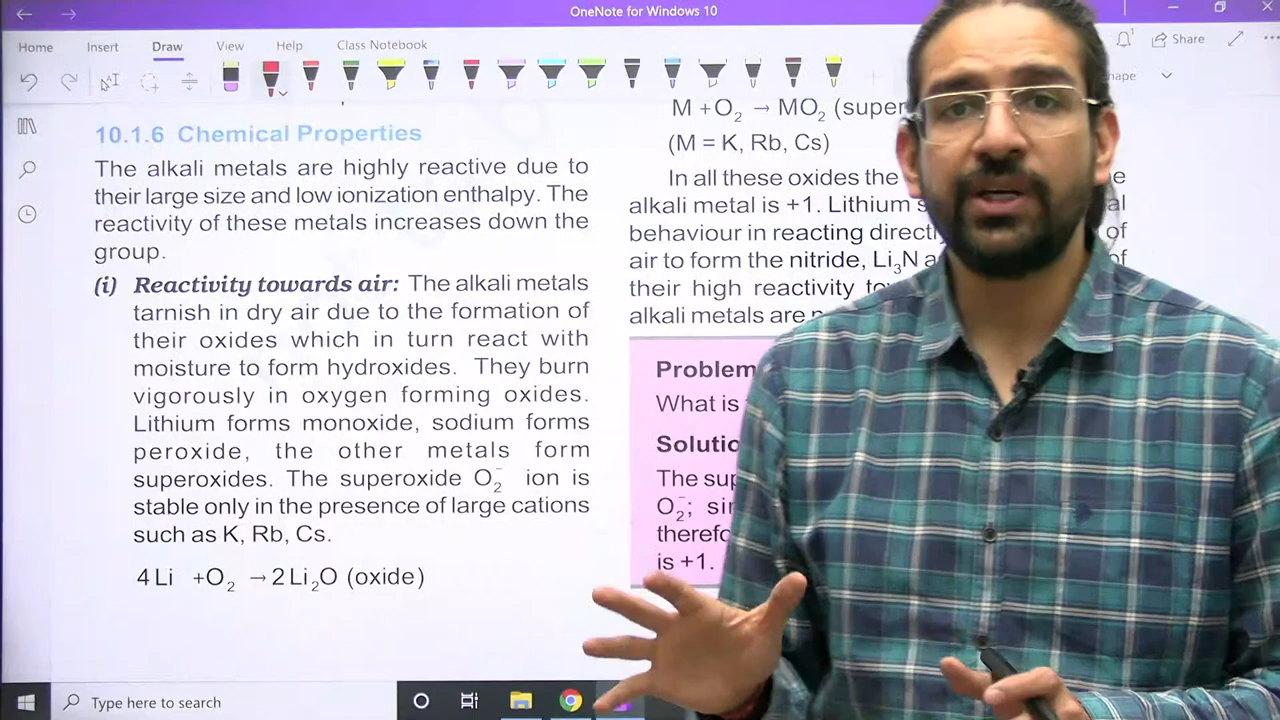 OneNote for Windows 10
Home Insert Draw View Help Class Notebook
Share
M + O₂ → MO₂ (super
10.1.6 Chemical Properties
(M = K, Rb, Cs)
The alkali metals are highly reactive due to
their large size and low ionization enthalpy. The
reactivity of these metals increases down the
group.
(i) Reactivity towards air: The alkali metals
tarnish in dry air due to the formation of
their oxides which in turn react with
moisture to form hydroxides. They burn
vigorously in oxygen forming oxides.
Lithium forms monoxide, sodium forms
peroxide, the other metals form
superoxides. The superoxide O₂⁻ ion is
stable only in the presence of large cations
such as K, Rb, Cs.
4 Li + O₂ → 2 Li₂O (oxide)
In all these oxides the
alkali metal is +1. Lithium
behaviour in reacting
of
air to form the nitride, Li₃N
of
their high reactivity
alkali metals are
Problem
What is
Solutio
The
O₂⁻;
is +1.
Type here to search